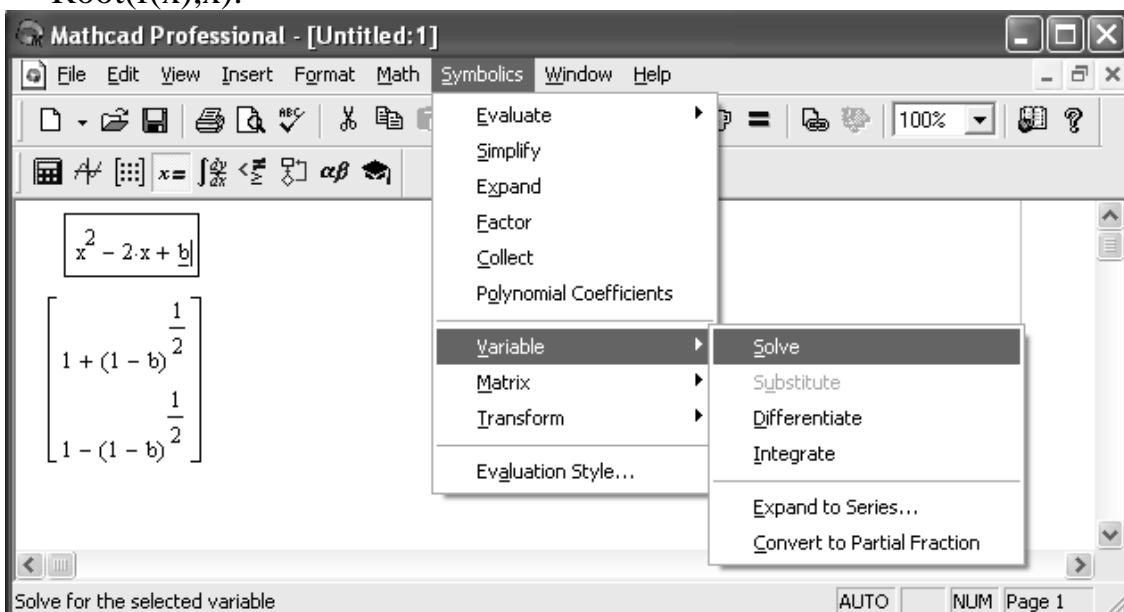 Root(f(x),x).
Mathcad Professional - [Untitled:1]
File Edit View Insert Format Math Symbolics Window Help
100%
x= αβ
x^2 − 2·x + b
1 + (1 − b)^(1/2)
1 − (1 − b)^(1/2)
Evaluate
Simplify
Expand
Factor
Collect
Polynomial Coefficients
Variable
Matrix
Transform
Evaluation Style...
Solve
Substitute
Differentiate
Integrate
Expand to Series...
Convert to Partial Fraction
Solve for the selected variable AUTO NUM Page 1